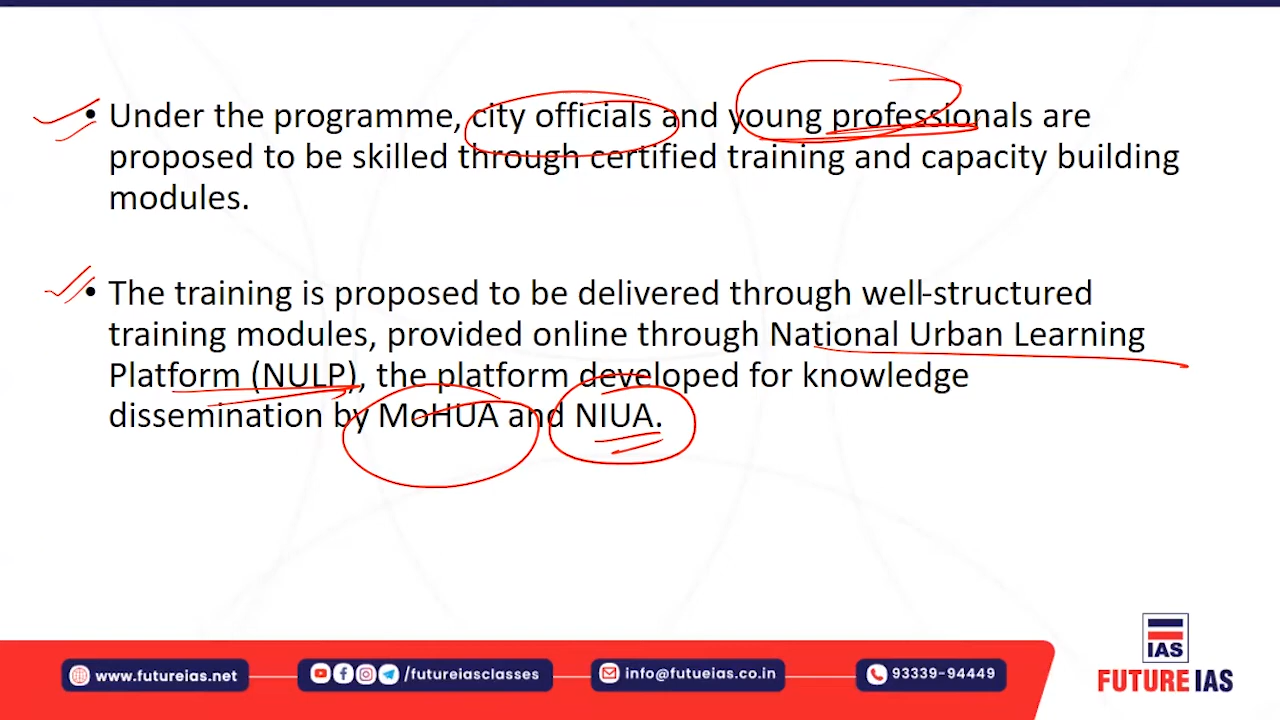 • Under the programme, city officials and young professionals are
proposed to be skilled through certified training and capacity building
modules.
• The training is proposed to be delivered through well-structured
training modules, provided online through National Urban Learning
Platform (NULP), the platform developed for knowledge
dissemination by MoHUA and NIUA.
IAS
FUTURE IAS
www.futureias.net
/futureiasclasses
info@futueias.co.in
93339-94449